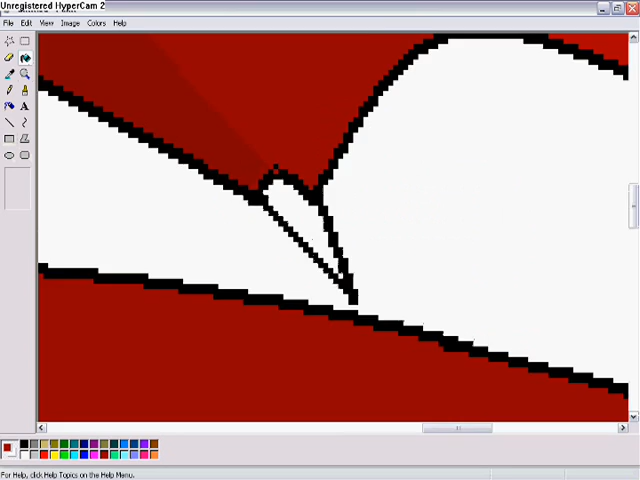 Unregistered HyperCam 2
File Edit View Image Colors Help
A
For Help, click Help Topics on the Help Menu.